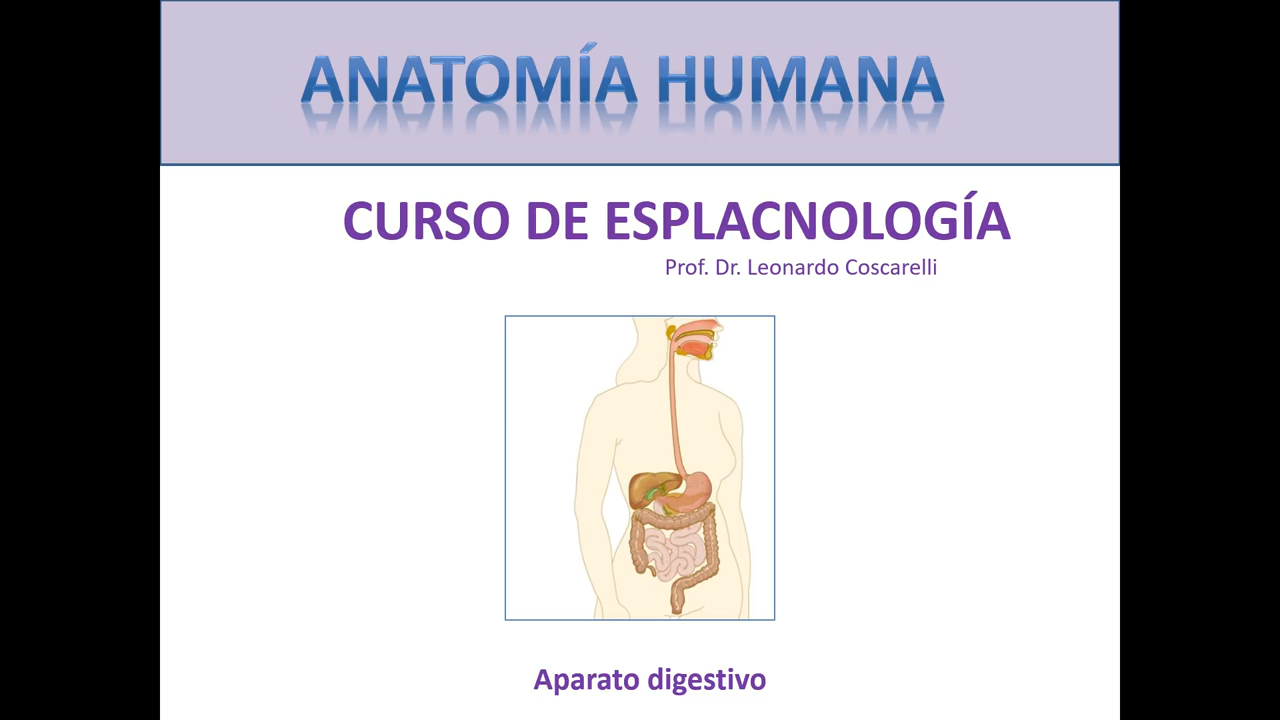 ANATOMÍA HUMANA
CURSO DE ESPLACNOLOGÍA
Prof. Dr. Leonardo Coscarelli
Aparato digestivo